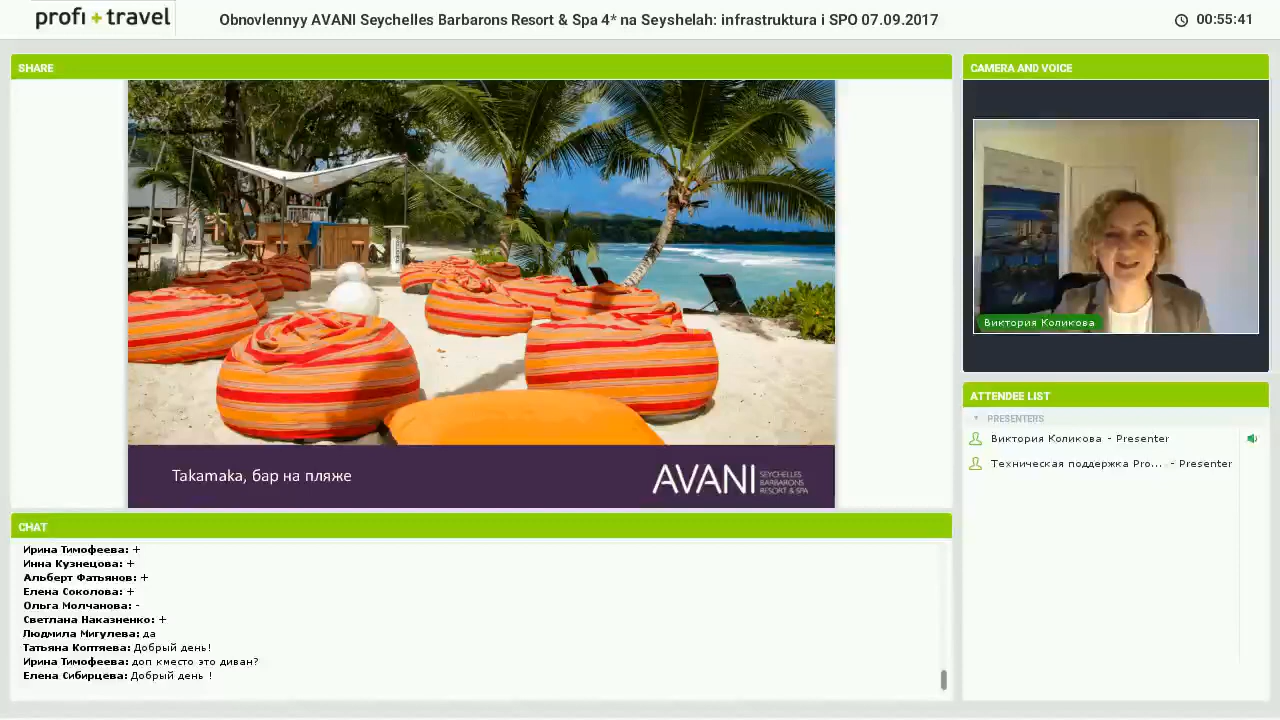 profi + travel
Obnovlennyy AVANI Seychelles Barbarons Resort & Spa 4* na Seyshelah: infrastruktura i SPO 07.09.2017
00:55:41
SHARE
CAMERA AND VOICE
Виктория Коликова
Takamaka, бар на пляже
AVANI
SEYCHELLES
BARBARONS
RESORT & SPA
ATTENDEE LIST
PRESENTERS
Виктория Коликова - Presenter
Техническая поддержка Pro... - Presenter
CHAT
Ирина Тимофеева: +
Инна Кузнецова: +
Альберт Фатьянов: +
Елена Соколова: +
Ольга Молчанова: -
Светлана Наказненко: +
Людмила Мигулева: да
Татьяна Коптяева: Добрый день!
Ирина Тимофеева: доп кместо это диван?
Елена Сибирцева: Добрый день !